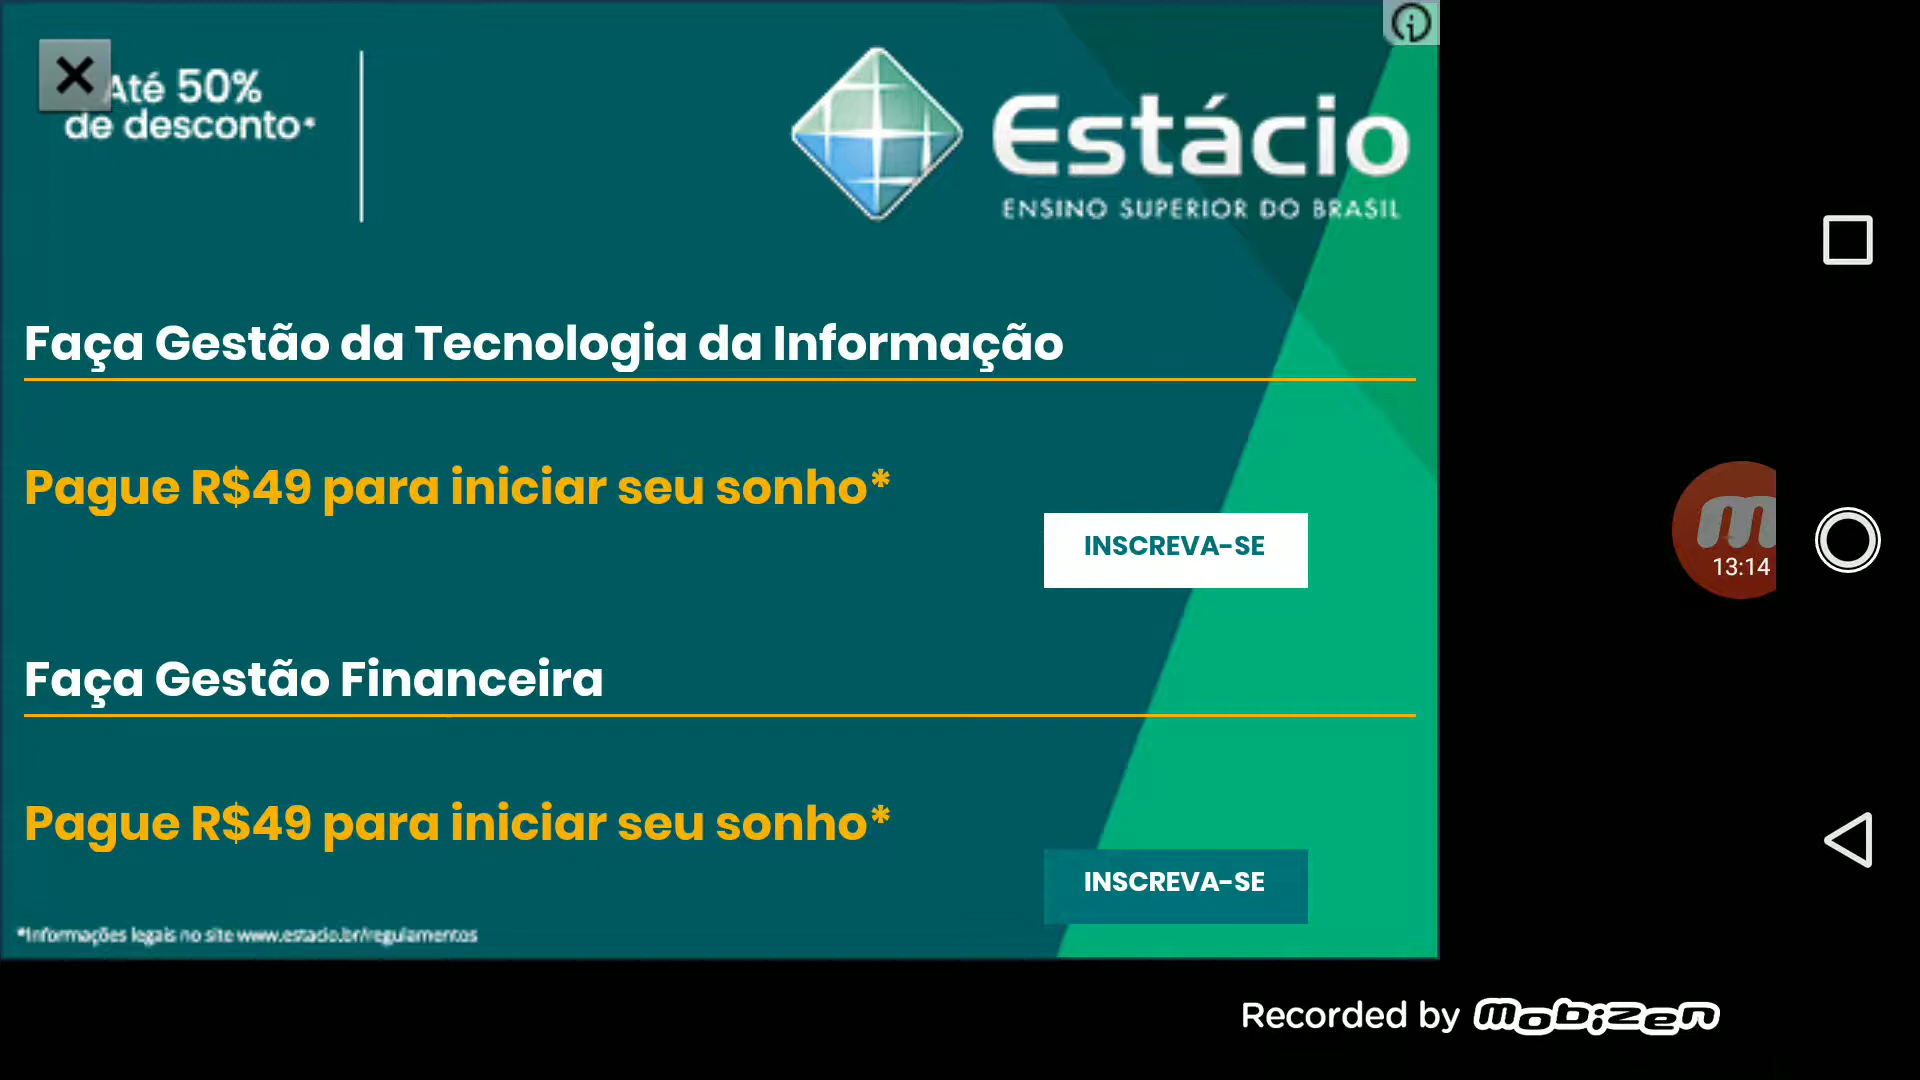 Até 50%
de desconto*
Estácio
ENSINO SUPERIOR DO BRASIL
Faça Gestão da Tecnologia da Informação
Pague R$49 para iniciar seu sonho*
INSCREVA-SE
13:14
Faça Gestão Financeira
Pague R$49 para iniciar seu sonho*
INSCREVA-SE
*Informações legais no site www.estacio.br/regulamentos
Recorded by mobizen